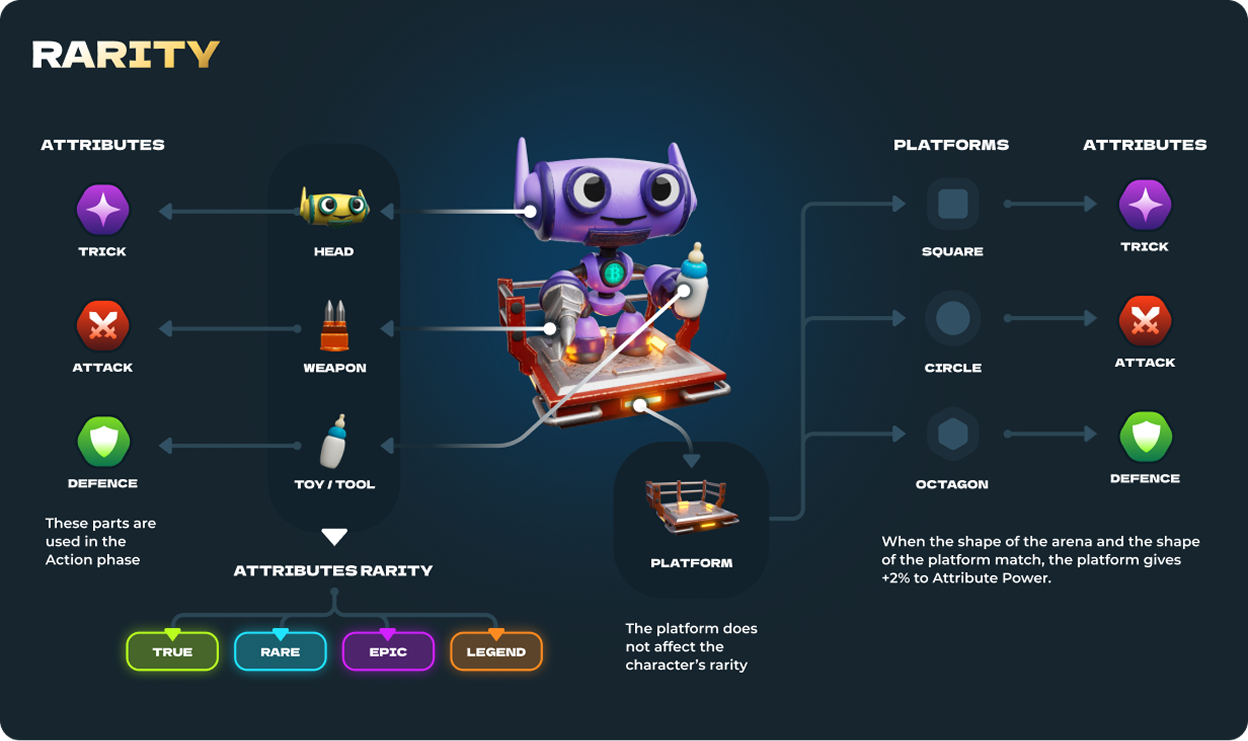 RARITY
ATTRIBUTES
TRICK
ATTACK
DEFENCE
These parts are
used in the
Action phase
HEAD
WEAPON
TOY / TOOL
ATTRIBUTES RARITY
TRUE
RARE
EPIC
LEGEND
PLATFORM
The platform does
not affect the
character's rarity
PLATFORMS
SQUARE
CIRCLE
OCTAGON
ATTRIBUTES
TRICK
ATTACK
DEFENCE
When the shape of the arena and the shape
of the platform match, the platform gives
+2% to Attribute Power.